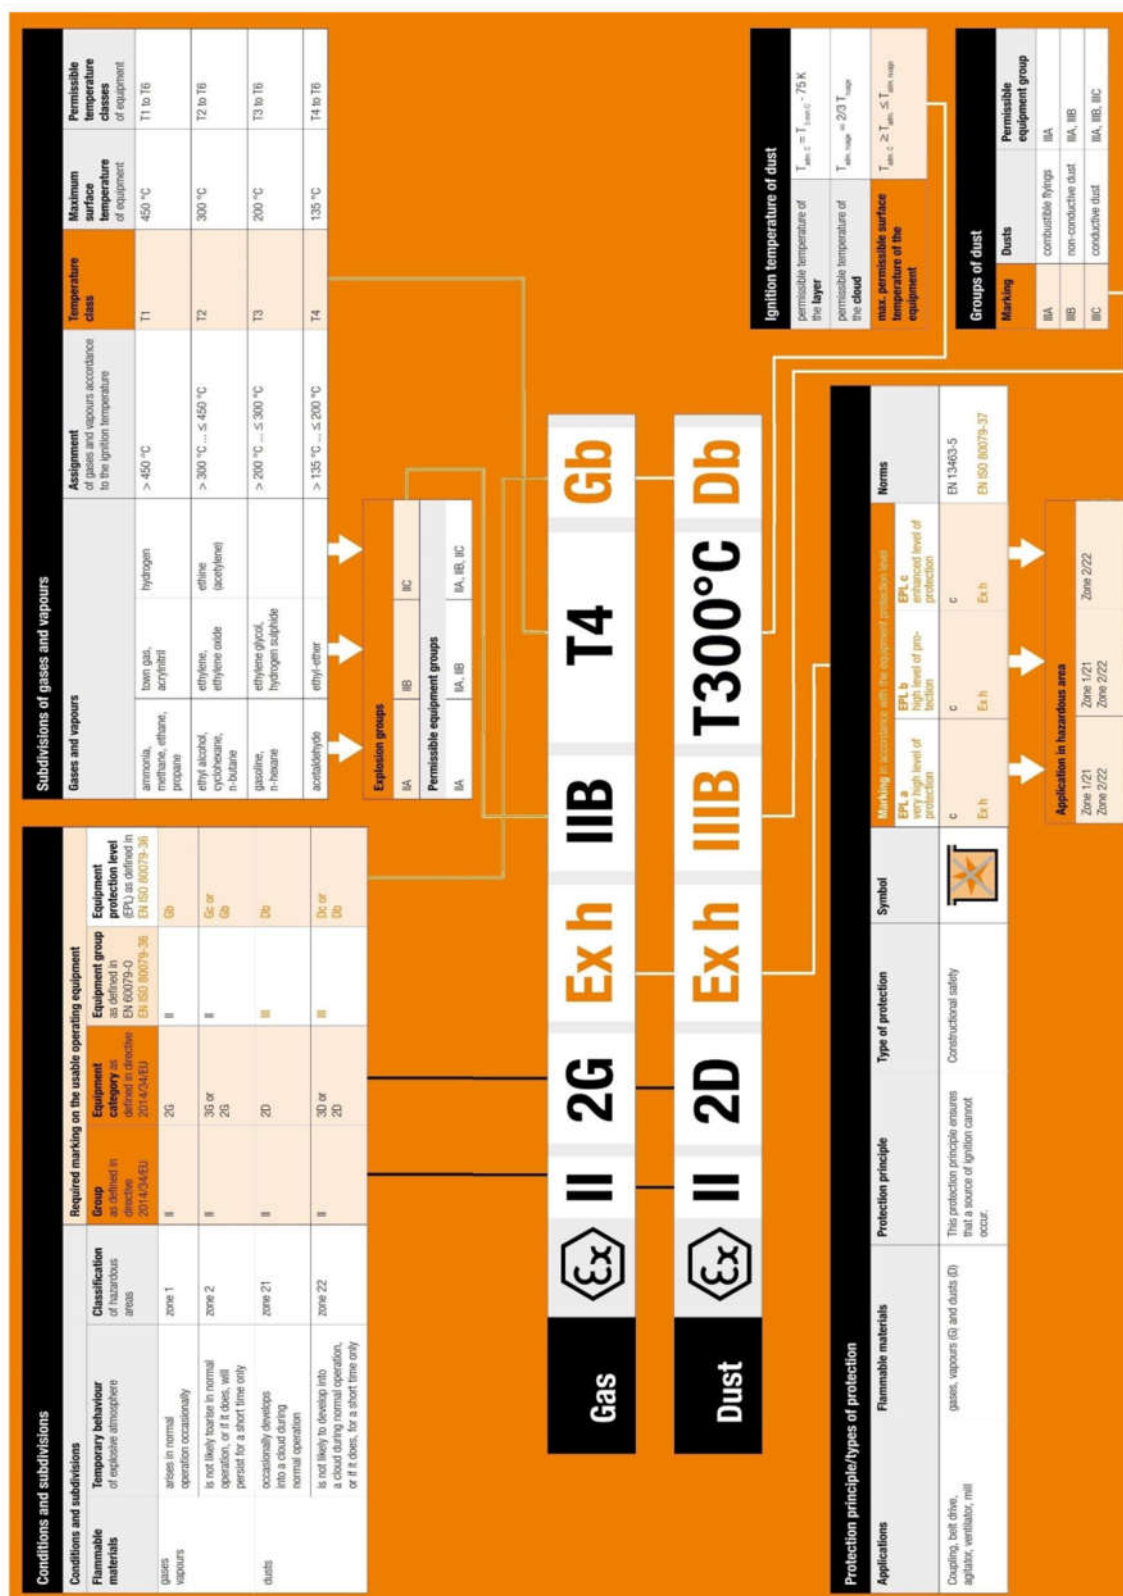 Conditions and subdivisions
Conditions and subdivisions
Required marking on the usable operating equipment
Flammable
materials
Temporary behaviour
of explosive atmosphere
Classification
of hazardous
areas
Group
as defined in
directive
2014/34/EU
Equipment
category as
defined in directive
2014/34/EU
Equipment group
as defined in
EN 60079-0
EN ISO 80079-36
Equipment
protection level
(EPL) as defined in
EN ISO 80079-36
gases
vapours
arises in normal
operation occasionally
zone 1
II
2G
II
Gb
is not likely toarise in normal
operation, or if it does, will
persist for a short time only
zone 2
II
3G or
2G
II
Gc or
Gb
dusts
occasionally develops
into a cloud during
normal operation
zone 21
II
2D
III
Db
is not likely to develop into
a cloud during normal operation,
or if it does, for a short time only
zone 22
II
3D or
2D
III
Dc or
Db
Subdivisions of gases and vapours
Gases and vapours
Assignment
of gases and vapours accordance
to the ignition temperature
Temperature
class
Maximum
surface
temperature
of equipment
Permissible
temperature
classes
of equipment
ammonia,
methane, ethane,
propane
town gas,
acrylnitril
hydrogen
> 450 °C
T1
450 °C
T1 to T6
ethyl alcohol,
cyclohexane,
n-butane
ethylene,
ethylene oxide
ethine
(acetylene)
> 300 °C ... ≤ 450 °C
T2
300 °C
T2 to T6
gasoline,
n-hexane
ethylene glycol,
hydrogen sulphide
> 200 °C ... ≤ 300 °C
T3
200 °C
T3 to T6
acetaldehyde
ethyl-ether
> 135 °C ... ≤ 200 °C
T4
135 °C
T4 to T6
Explosion groups
IIA
IIB
IIC
Permissible equipment groups
IIA
IIA, IIB
IIA, IIB, IIC
Gas Ex II 2G Ex h IIB T4 Gb
Dust Ex II 2D Ex h IIIB T300°C Db
Ignition temperature of dust
permissible temperature of
the layer
permissible temperature of
the cloud
T adm, nuage = 2/3 T nuage
max. permissible surface
temperature of the
equipment
T adm, C ≥ T adm, ≤ T adm, nuage
Groups of dust
Marking
Dusts
Permissible
equipment group
IIIA
combustible flyings
IIIA
IIIB
non-conductive dust
IIIA, IIIB
IIIC
conductive dust
IIIA, IIIB, IIIC
Protection principle/types of protection
Applications
Flammable materials
Protection principle
Type of protection
Symbol
Marking in accordance with the equipment protection level
EPL a
very high level of
protection
EPL b
high level of pro-
tection
EPL c
enhanced level of
protection
Norms
Coupling, belt drive,
agitator, ventilator, mill
gases, vapours (G) and dusts (D)
This protection principle ensures
that a source of ignition cannot
occur.
Constructional safety
c
Ex h
c
Ex h
c
Ex h
EN 13463-5
EN ISO 80079-37
Application in hazardous area
Zone 1/21
Zone 2/22
Zone 1/21
Zone 2/22
Zone 2/22